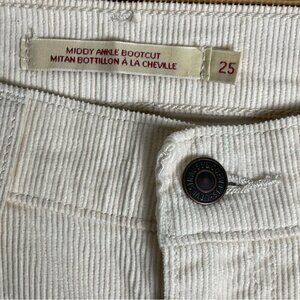 MIDDY ANKLE BOOTCUT
MITAN BOTTILLON À LA CHEVILLE
25